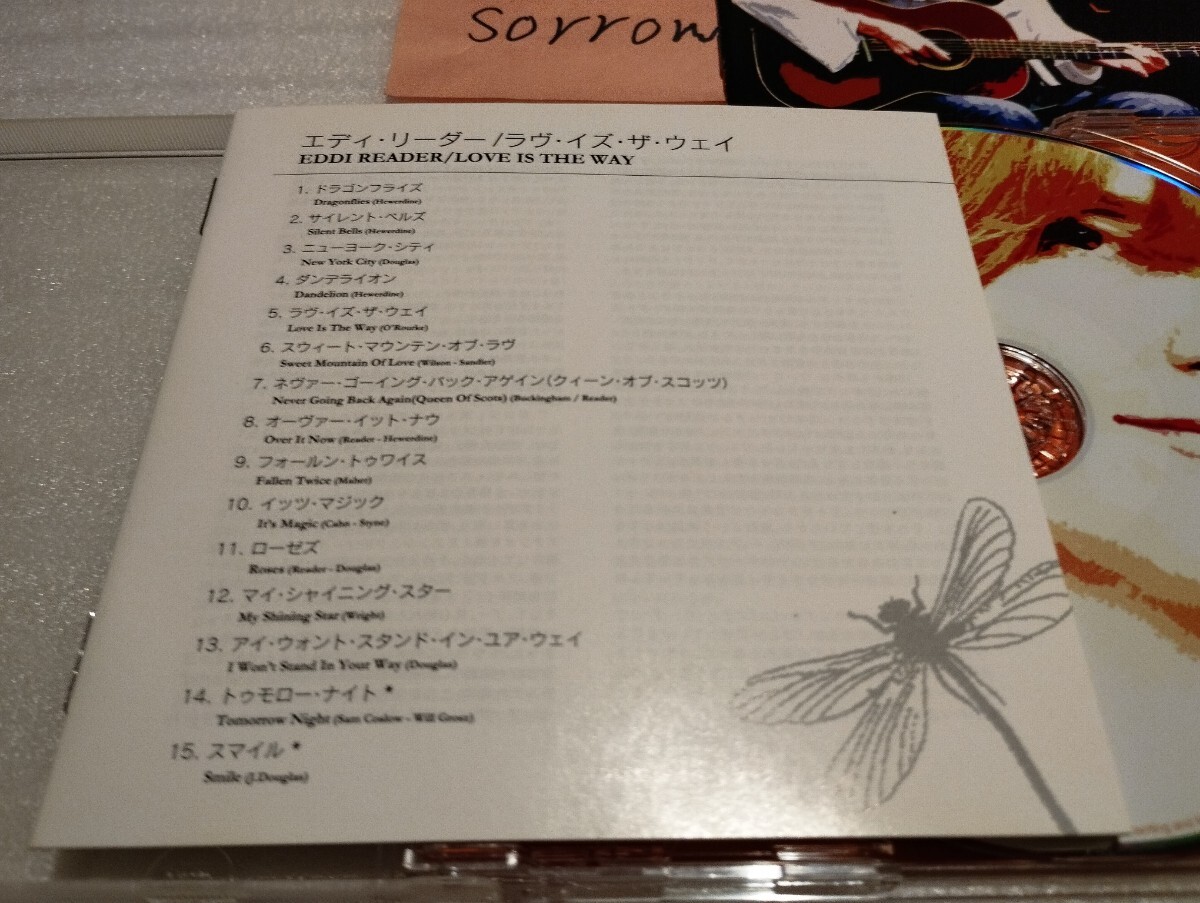 sorrow
エディ・リーダー/ラヴ・イズ・ザ・ウェイ
EDDI READER/LOVE IS THE WAY
1. ドラゴンフライズ
Dragonflies (Hewerdine)
2. サイレント・ベルズ
Silent Bells (Hewerdine)
3. ニューヨーク・シティ
New York City (Douglas)
4. ダンデライオン
Dandelion (Hewerdine)
5. ラヴ・イズ・ザ・ウェイ
Love Is The Way (O'Rourke)
6. スウィート・マウンテン・オブ・ラヴ
Sweet Mountain Of Love (Wilson - Sandler)
7. ネヴァー・ゴーイング・バック・アゲイン(クィーン・オブ・スコッツ)
Never Going Back Again(Queen Of Scots) (Buckingham / Reader)
8. オーヴァー・イット・ナウ
Over It Now (Reader - Hewerdine)
9. フォールン・トゥワイス
Fallen Twice (Maher)
10. イッツ・マジック
It's Magic (Cahn - Styne)
11. ローゼズ
Roses (Reader - Douglas)
12. マイ・シャイニング・スター
My Shining Star (Wright)
13. アイ・ウォント・スタンド・イン・ユア・ウェイ
I Won't Stand In Your Way (Douglas)
14. トゥモロー・ナイト *
Tomorrow Night (Sam Coslow - Will Grosz)
15. スマイル *
Smile (J.Douglas)